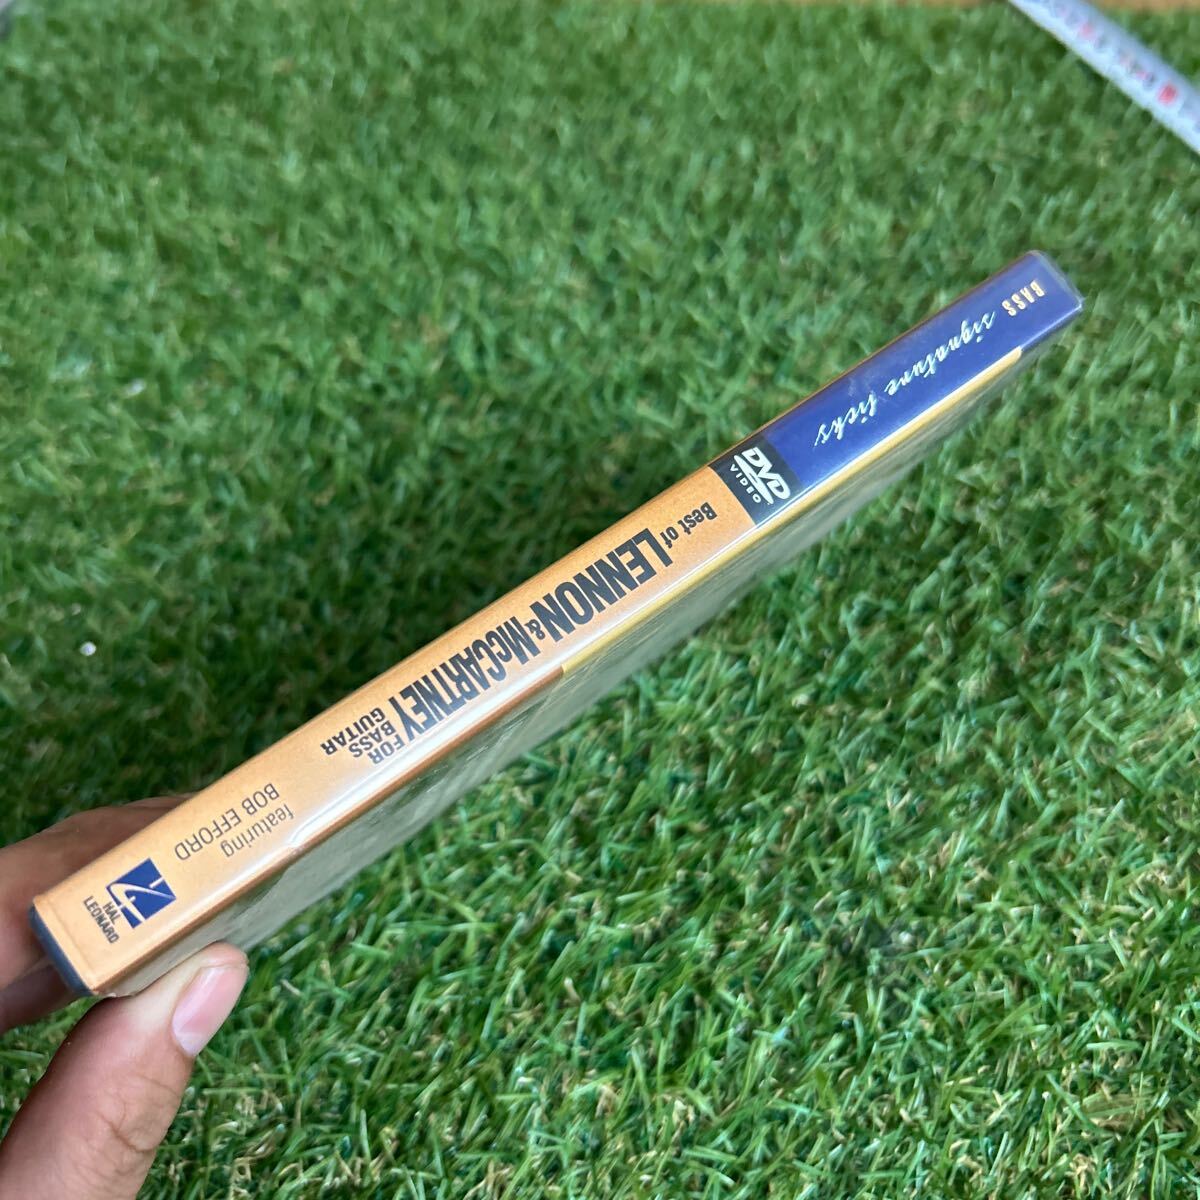 BASS
signature licks
DVD
VIDEO
Best of LENNON & McCARTNEY
FOR
BASS
GUITAR
featuring
BOB EFFORD
HAL
LEONARD